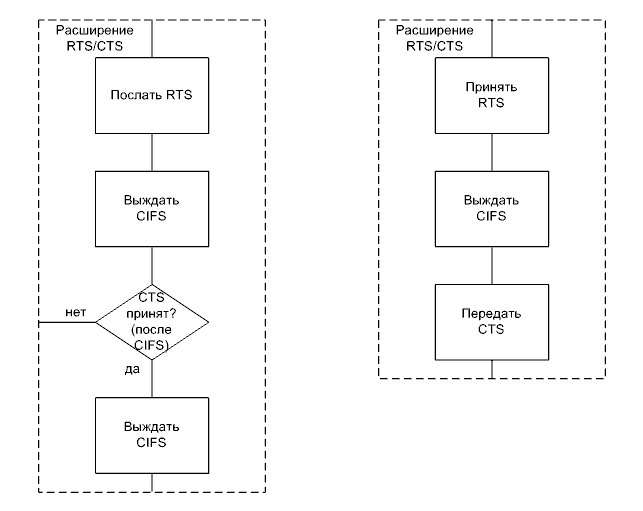 Расширение
RTS/CTS
Послать RTS
Выждать
CIFS
CTS
принят?
(после
CIFS)
нет
да
Выждать
CIFS
Расширение
RTS/CTS
Принять
RTS
Выждать
CIFS
Передать
CTS